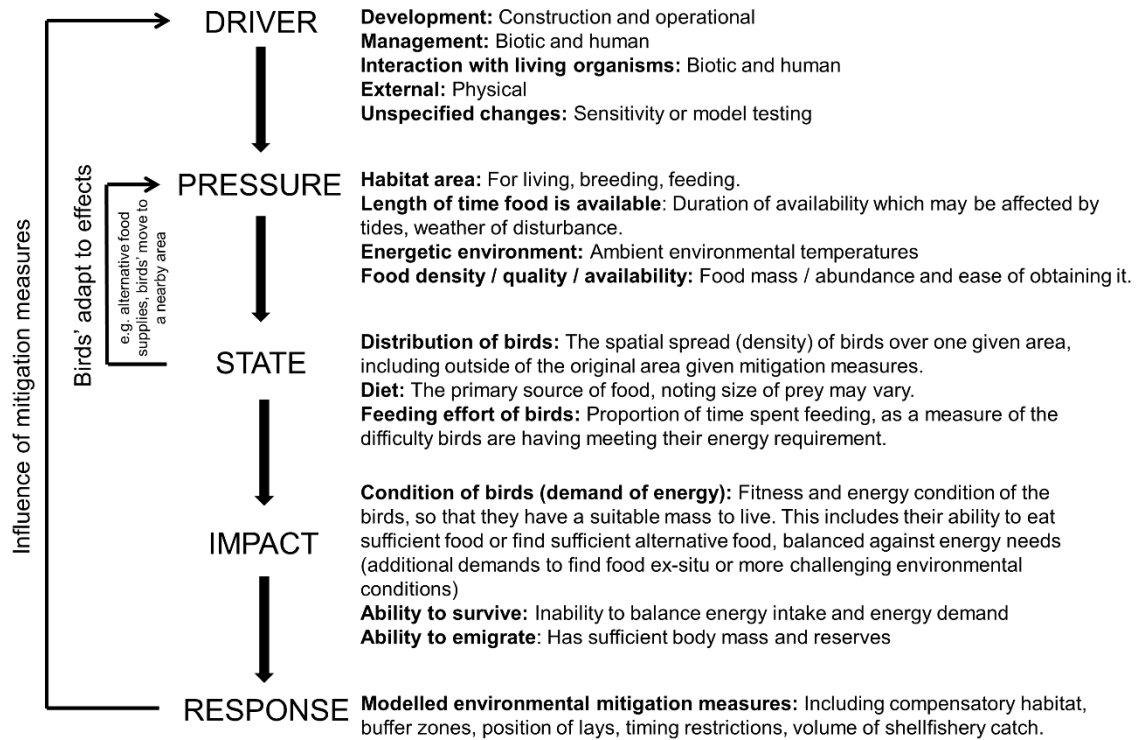 DRIVER
Development: Construction and operational
Management: Biotic and human
Interaction with living organisms: Biotic and human
External: Physical
Unspecified changes: Sensitivity or model testing
PRESSURE
Habitat area: For living, breeding, feeding.
Length of time food is available: Duration of availability which may be affected by
tides, weather of disturbance.
Energetic environment: Ambient environmental temperatures
Food density / quality / availability: Food mass / abundance and ease of obtaining it.
STATE
Distribution of birds: The spatial spread (density) of birds over one given area,
including outside of the original area given mitigation measures.
Diet: The primary source of food, noting size of prey may vary.
Feeding effort of birds: Proportion of time spent feeding, as a measure of the
difficulty birds are having meeting their energy requirement.
IMPACT
Condition of birds (demand of energy): Fitness and energy condition of the
birds, so that they have a suitable mass to live. This includes their ability to eat
sufficient food or find sufficient alternative food, balanced against energy needs
(additional demands to find food ex-situ or more challenging environmental
conditions)
Ability to survive: Inability to balance energy intake and energy demand
Ability to emigrate: Has sufficient body mass and reserves
RESPONSE
Modelled environmental mitigation measures: Including compensatory habitat,
buffer zones, position of lays, timing restrictions, volume of shellfishery catch.
Influence of mitigation measures
Birds' adapt to effects
e.g. alternative food
supplies, birds' move to
a nearby area